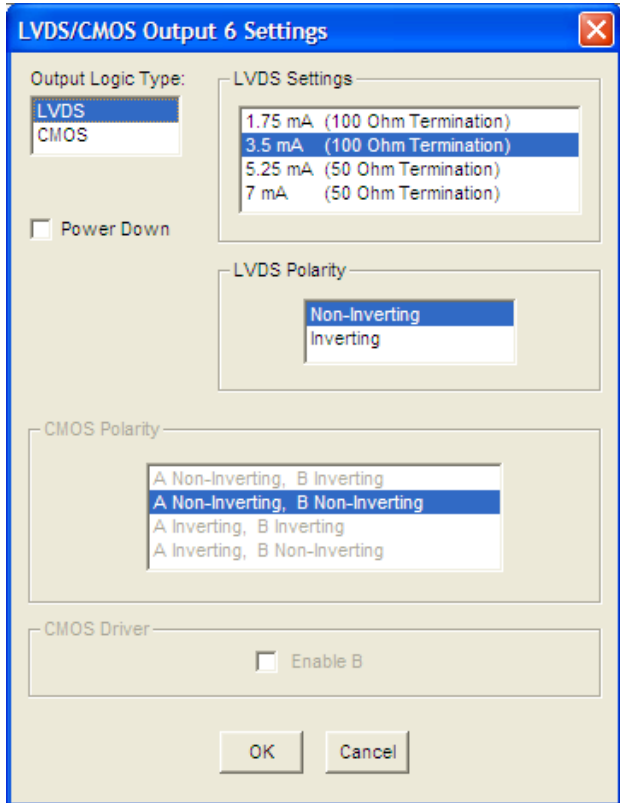 LVDS/CMOS Output 6 Settings
Output Logic Type:
LVDS
CMOS
Power Down
LVDS Settings
1.75 mA (100 Ohm Termination)
3.5 mA (100 Ohm Termination)
5.25 mA (50 Ohm Termination)
7 mA (50 Ohm Termination)
LVDS Polarity
Non-Inverting
Inverting
CMOS Polarity
A Non-Inverting, B Inverting
A Non-Inverting, B Non-Inverting
A Inverting, B Inverting
A Inverting, B Non-Inverting
CMOS Driver
Enable B
OK
Cancel